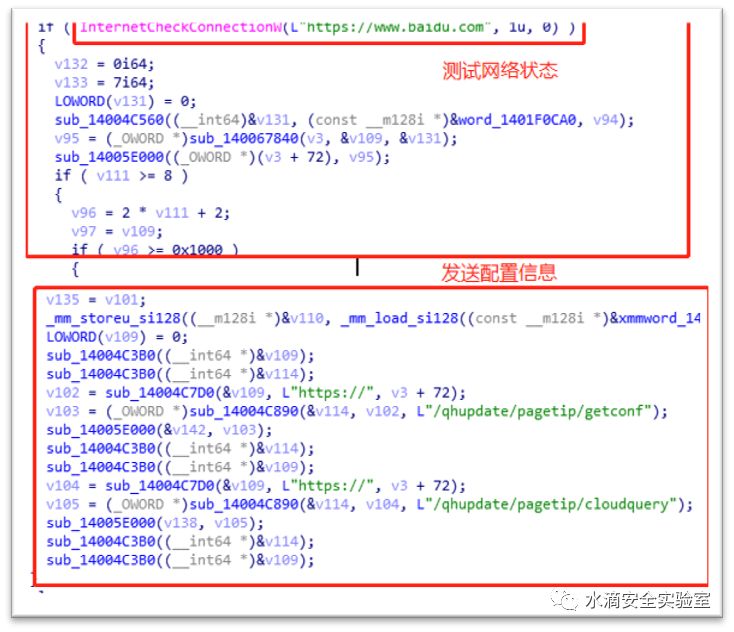 if ( InternetCheckConnectionW(L"https://www.baidu.com", 1u, 0) )
{
测试网络状态
v132 = 0i64;
v133 = 7i64;
LOWORD(v131) = 0;
sub_14004C560((__int64)&v131, (const __m128i *)&word_1401F0CA0, v94);
v95 = (_OWORD *)sub_140067840(v3, &v109, &v131);
sub_14005E000((_OWORD *)(v3 + 72), v95);
if ( v111 >= 8 )
{
v96 = 2 * v111 + 2;
v97 = v109;
if ( v96 >= 0x1000 )
{
发送配置信息
v135 = v101;
_mm_storeu_si128((__m128i *)&v110, _mm_load_si128((const __m128i *)&xmmword_14
LOWORD(v109) = 0;
sub_14004C3B0((__int64 *)&v109);
sub_14004C3B0((__int64 *)&v114);
v102 = sub_14004C7D0(&v109, L"https://", v3 + 72);
v103 = (_OWORD *)sub_14004C890(&v114, v102, L"/qhupdate/pagetip/getconf");
sub_14005E000(&v142, v103);
sub_14004C3B0((__int64 *)&v114);
sub_14004C3B0((__int64 *)&v109);
v104 = sub_14004C7D0(&v109, L"https://", v3 + 72);
v105 = (_OWORD *)sub_14004C890(&v114, v104, L"/qhupdate/pagetip/cloudquery");
sub_14005E000(v138, v105);
sub_14004C3B0((__int64 *)&v114);
sub_14004C3B0((__int64 *)&v109);
水滴安全实验室